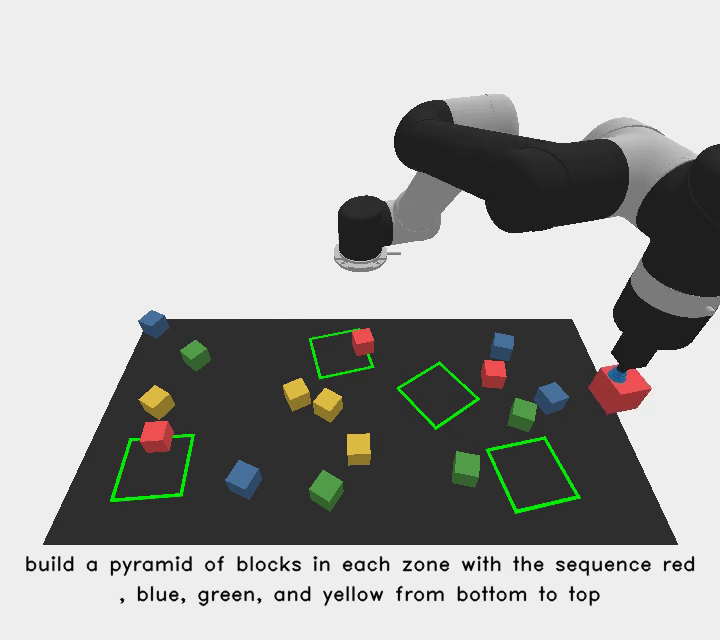 build a pyramid of blocks in each zone with the sequence red
, blue, green, and yellow from bottom to top